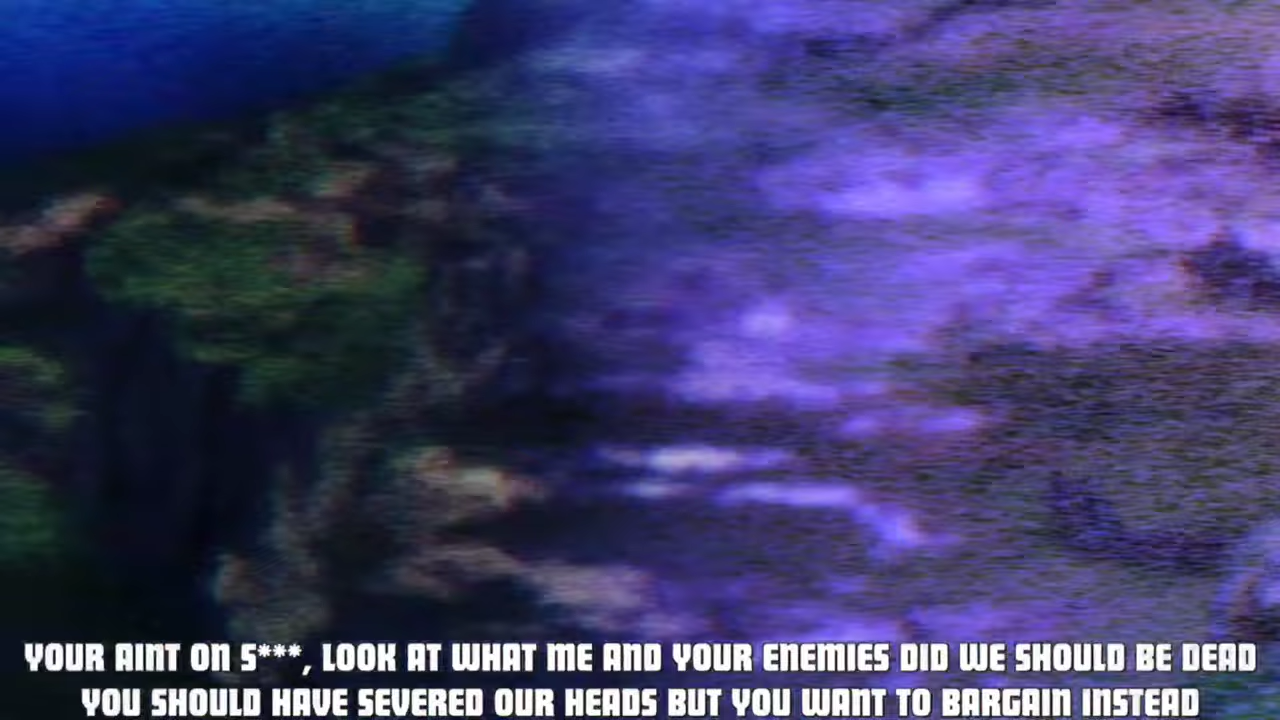 YOUR AINT ON S***, LOOK AT WHAT ME AND YOUR ENEMIES DID WE SHOULD BE DEAD
YOU SHOULD HAVE SEVERED OUR HEADS BUT YOU WANT TO BARGAIN INSTEAD